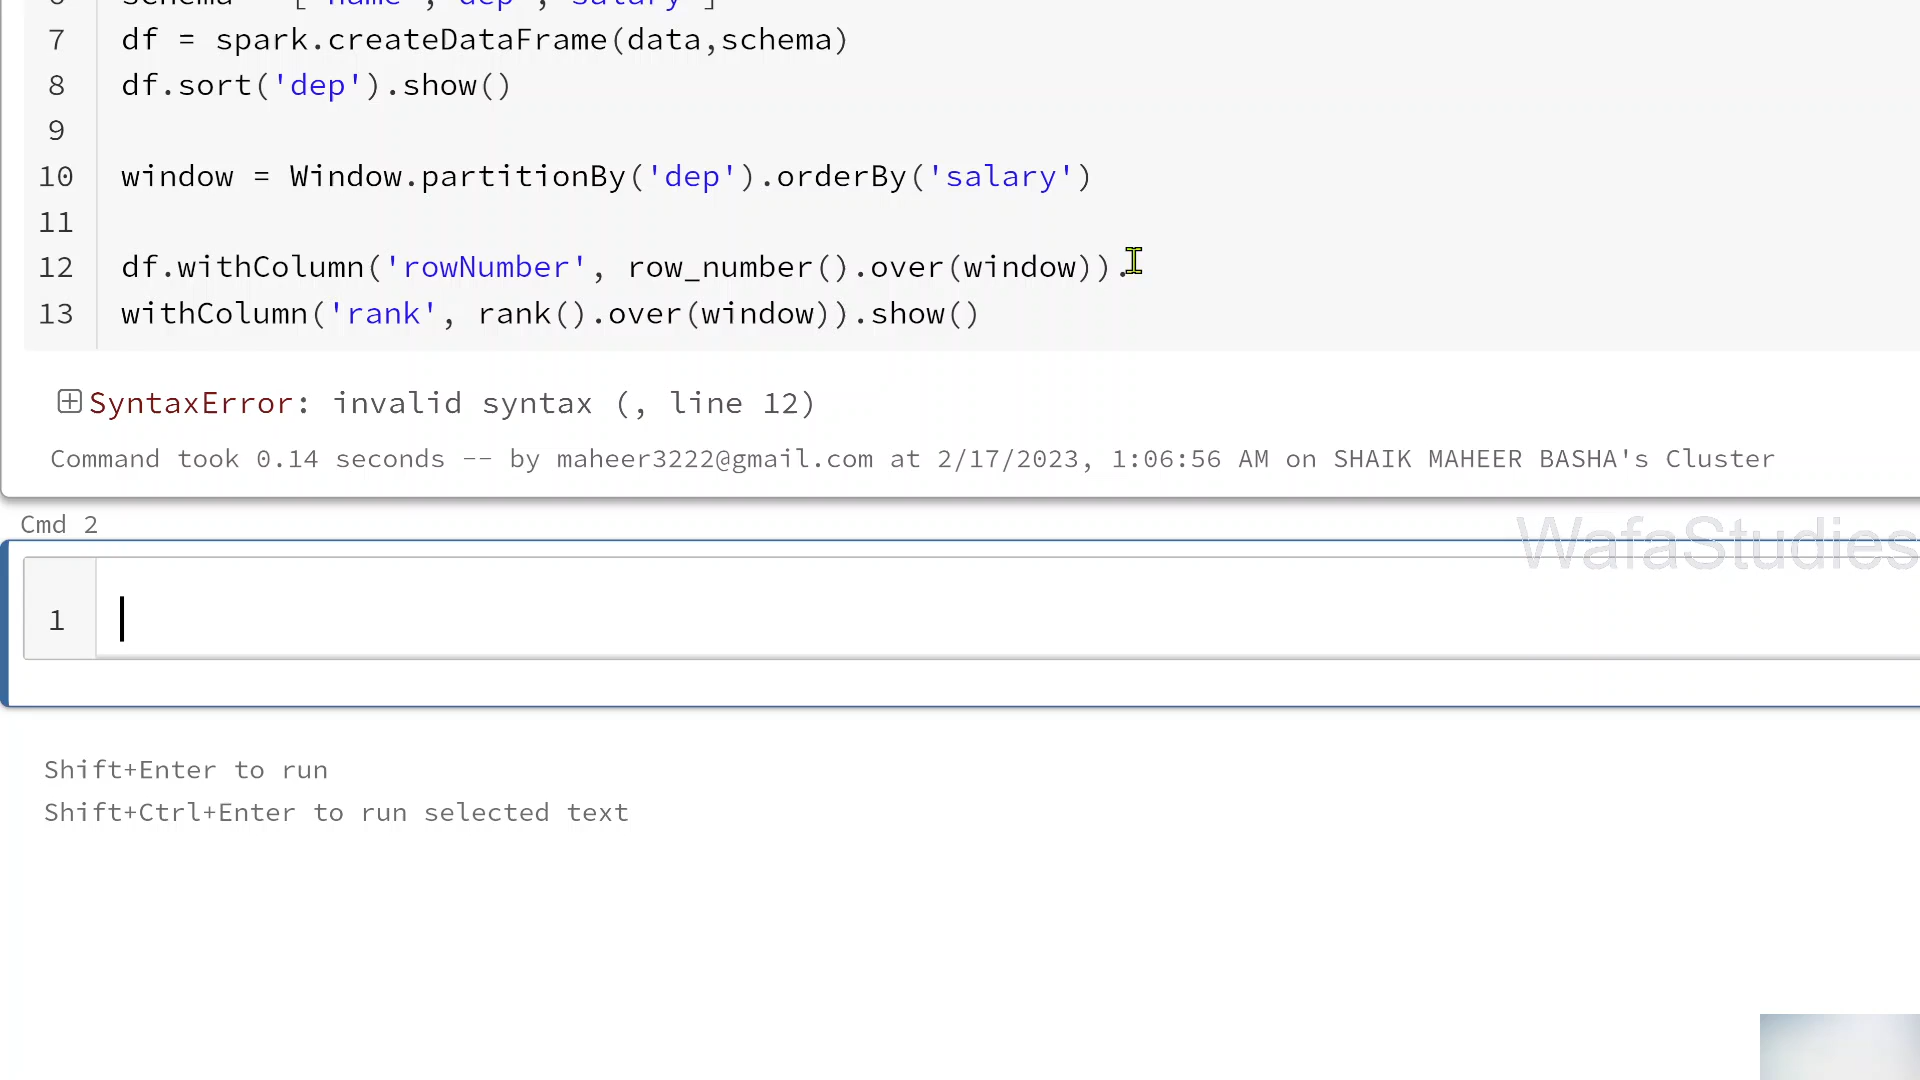 schema = ['name','dep','salary']
7 df = spark.createDataFrame(data,schema)
8 df.sort('dep').show()
9
10 window = Window.partitionBy('dep').orderBy('salary')
11
12 df.withColumn('rowNumber', row_number().over(window)).
13 withColumn('rank', rank().over(window)).show()
SyntaxError: invalid syntax (, line 12)
Command took 0.14 seconds -- by maheer3222@gmail.com at 2/17/2023, 1:06:56 AM on SHAIK MAHEER BASHA's Cluster
Cmd 2
WafaStudies
1
Shift+Enter to run
Shift+Ctrl+Enter to run selected text